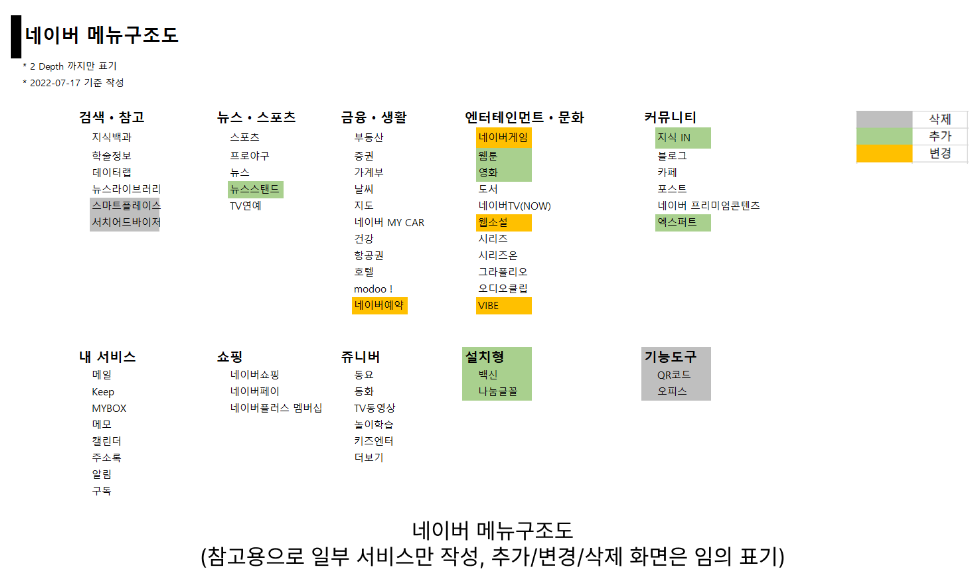 네이버 메뉴구조도
* 2 Depth 까지만 표기
* 2022-07-17 기준 작성
삭제
추가
변경
검색・참고
지식백과
학술정보
데이터랩
뉴스라이브러리
스마트플레이스
서치어드바이저
뉴스・스포츠
스포츠
프로야구
뉴스
뉴스스탠드
TV연예
금융・생활
부동산
증권
가계부
날씨
지도
네이버 MY CAR
건강
항공권
호텔
modoo !
네이버예약
엔터테인먼트・문화
네이버게임
웹툰
영화
도서
네이버TV(NOW)
웹소설
시리즈
시리즈온
그라폴리오
오디오클립
VIBE
커뮤니티
지식 IN
블로그
카페
포스트
네이버 프리미엄콘텐츠
엑스퍼트
내 서비스
메일
Keep
MYBOX
메모
캘린더
주소록
알림
구독
쇼핑
네이버쇼핑
네이버페이
네이버플러스 멤버십
쥬니버
동요
동화
TV동영상
놀이학습
키즈엔터
더보기
설치형
백신
나눔글꼴
기능도구
QR코드
오피스
네이버 메뉴구조도
(참고용으로 일부 서비스만 작성, 추가/변경/삭제 화면은 임의 표기)